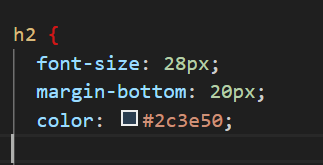 h2 {
  font-size: 28px;
  margin-bottom: 20px;
  color: #2c3e50;